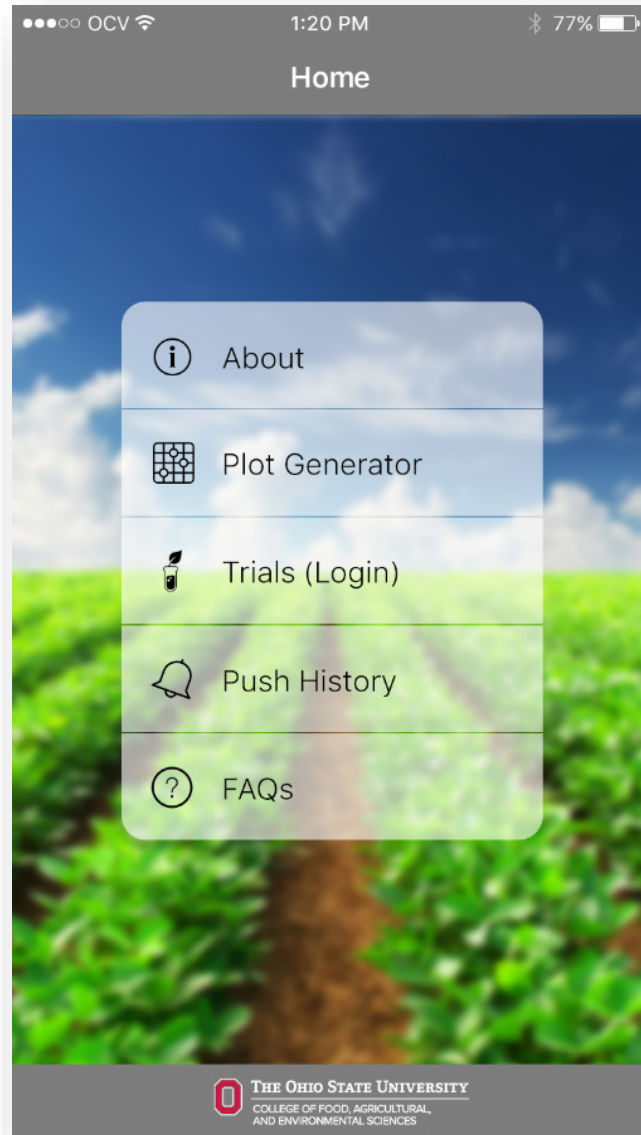 OCV 1:20 PM 77%
Home
About
Plot Generator
Trials (Login)
Push History
FAQs
THE OHIO STATE UNIVERSITY
COLLEGE OF FOOD, AGRICULTURAL,
AND ENVIRONMENTAL SCIENCES